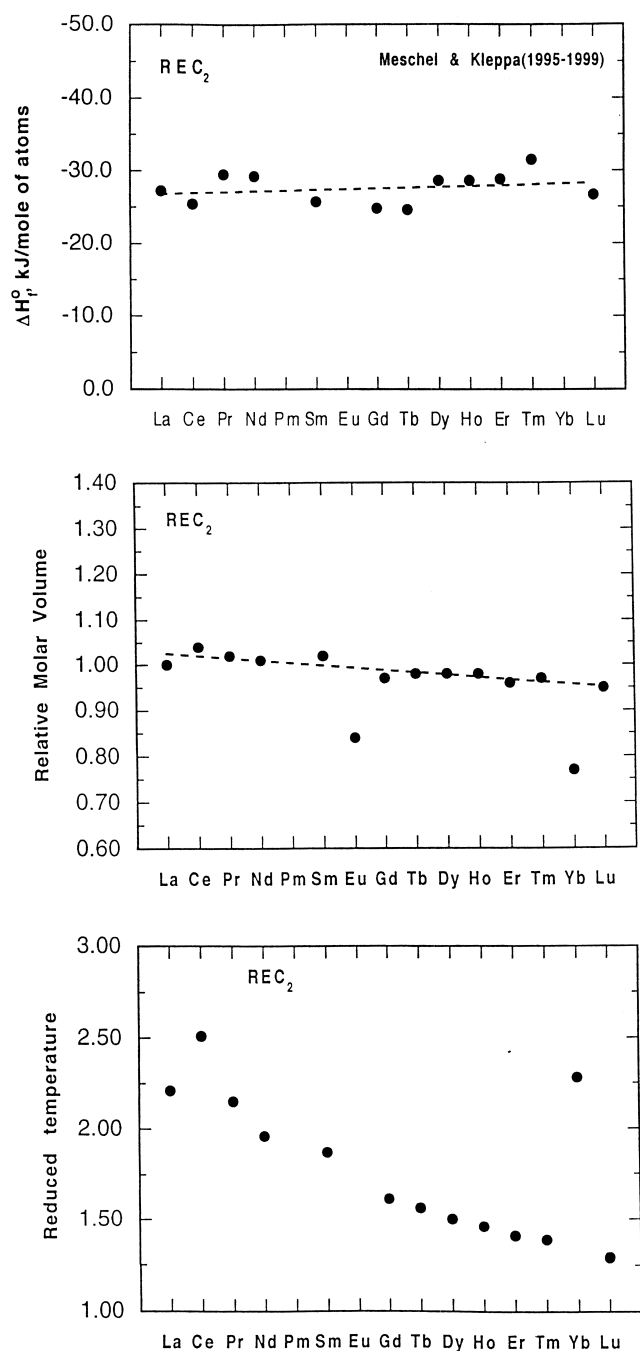 -50.0
REC2
Meschel & Kleppa(1995-1999)
-40.0
-30.0
-20.0
-10.0
0.0
ΔH°f, kJ/mole of atoms
La Ce Pr Nd Pm Sm Eu Gd Tb Dy Ho Er Tm Yb Lu
1.40
REC2
1.30
1.20
1.10
1.00
0.90
0.80
0.70
0.60
Relative Molar Volume
La Ce Pr Nd Pm Sm Eu Gd Tb Dy Ho Er Tm Yb Lu
3.00
REC2
2.50
2.00
1.50
1.00
Reduced temperature
La Ce Pr Nd Pm Sm Eu Gd Tb Dy Ho Er Tm Yb Lu